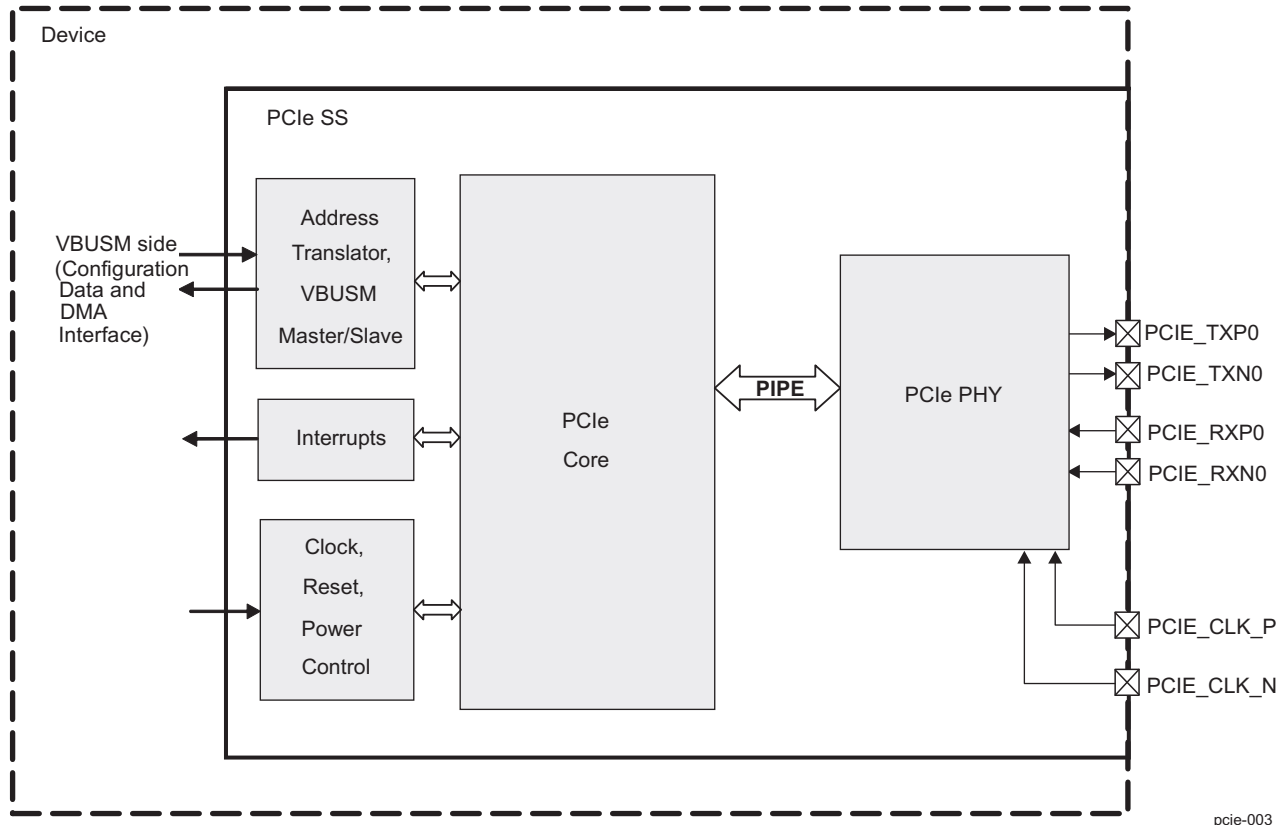 Device
PCIe SS
Address
Translator,
VBUSM
Master/Slave
VBUSM side
(Configuration
Data and
DMA
Interface)
Interrupts
Clock,
Reset,
Power
Control
PCIe
Core
PIPE
PCIe PHY
PCIE_TXP0
PCIE_TXN0
PCIE_RXP0
PCIE_RXN0
PCIE_CLK_P
PCIE_CLK_N
pcie-003